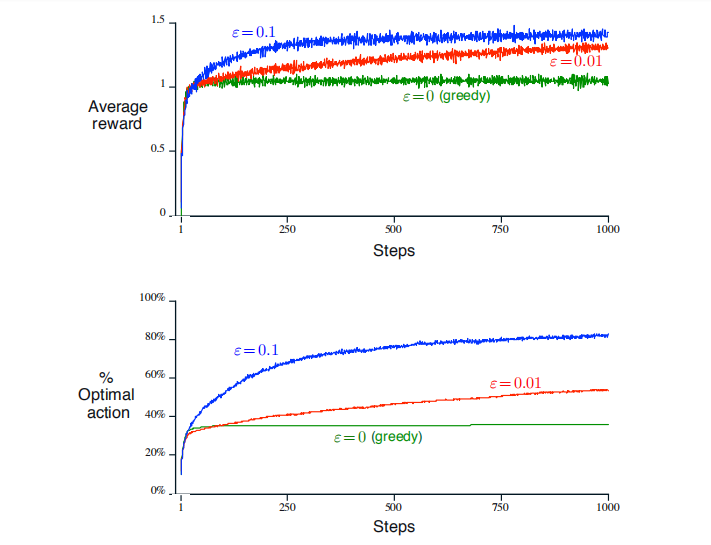 1.5
ε=0.1
1
ε=0.01
Average
reward
ε=0 (greedy)
0.5
0
1
250
500
750
1000
Steps
100%
80%
ε=0.1
60%
%
Optimal
action
ε=0.01
40%
ε=0 (greedy)
20%
0%
1
250
500
750
1000
Steps